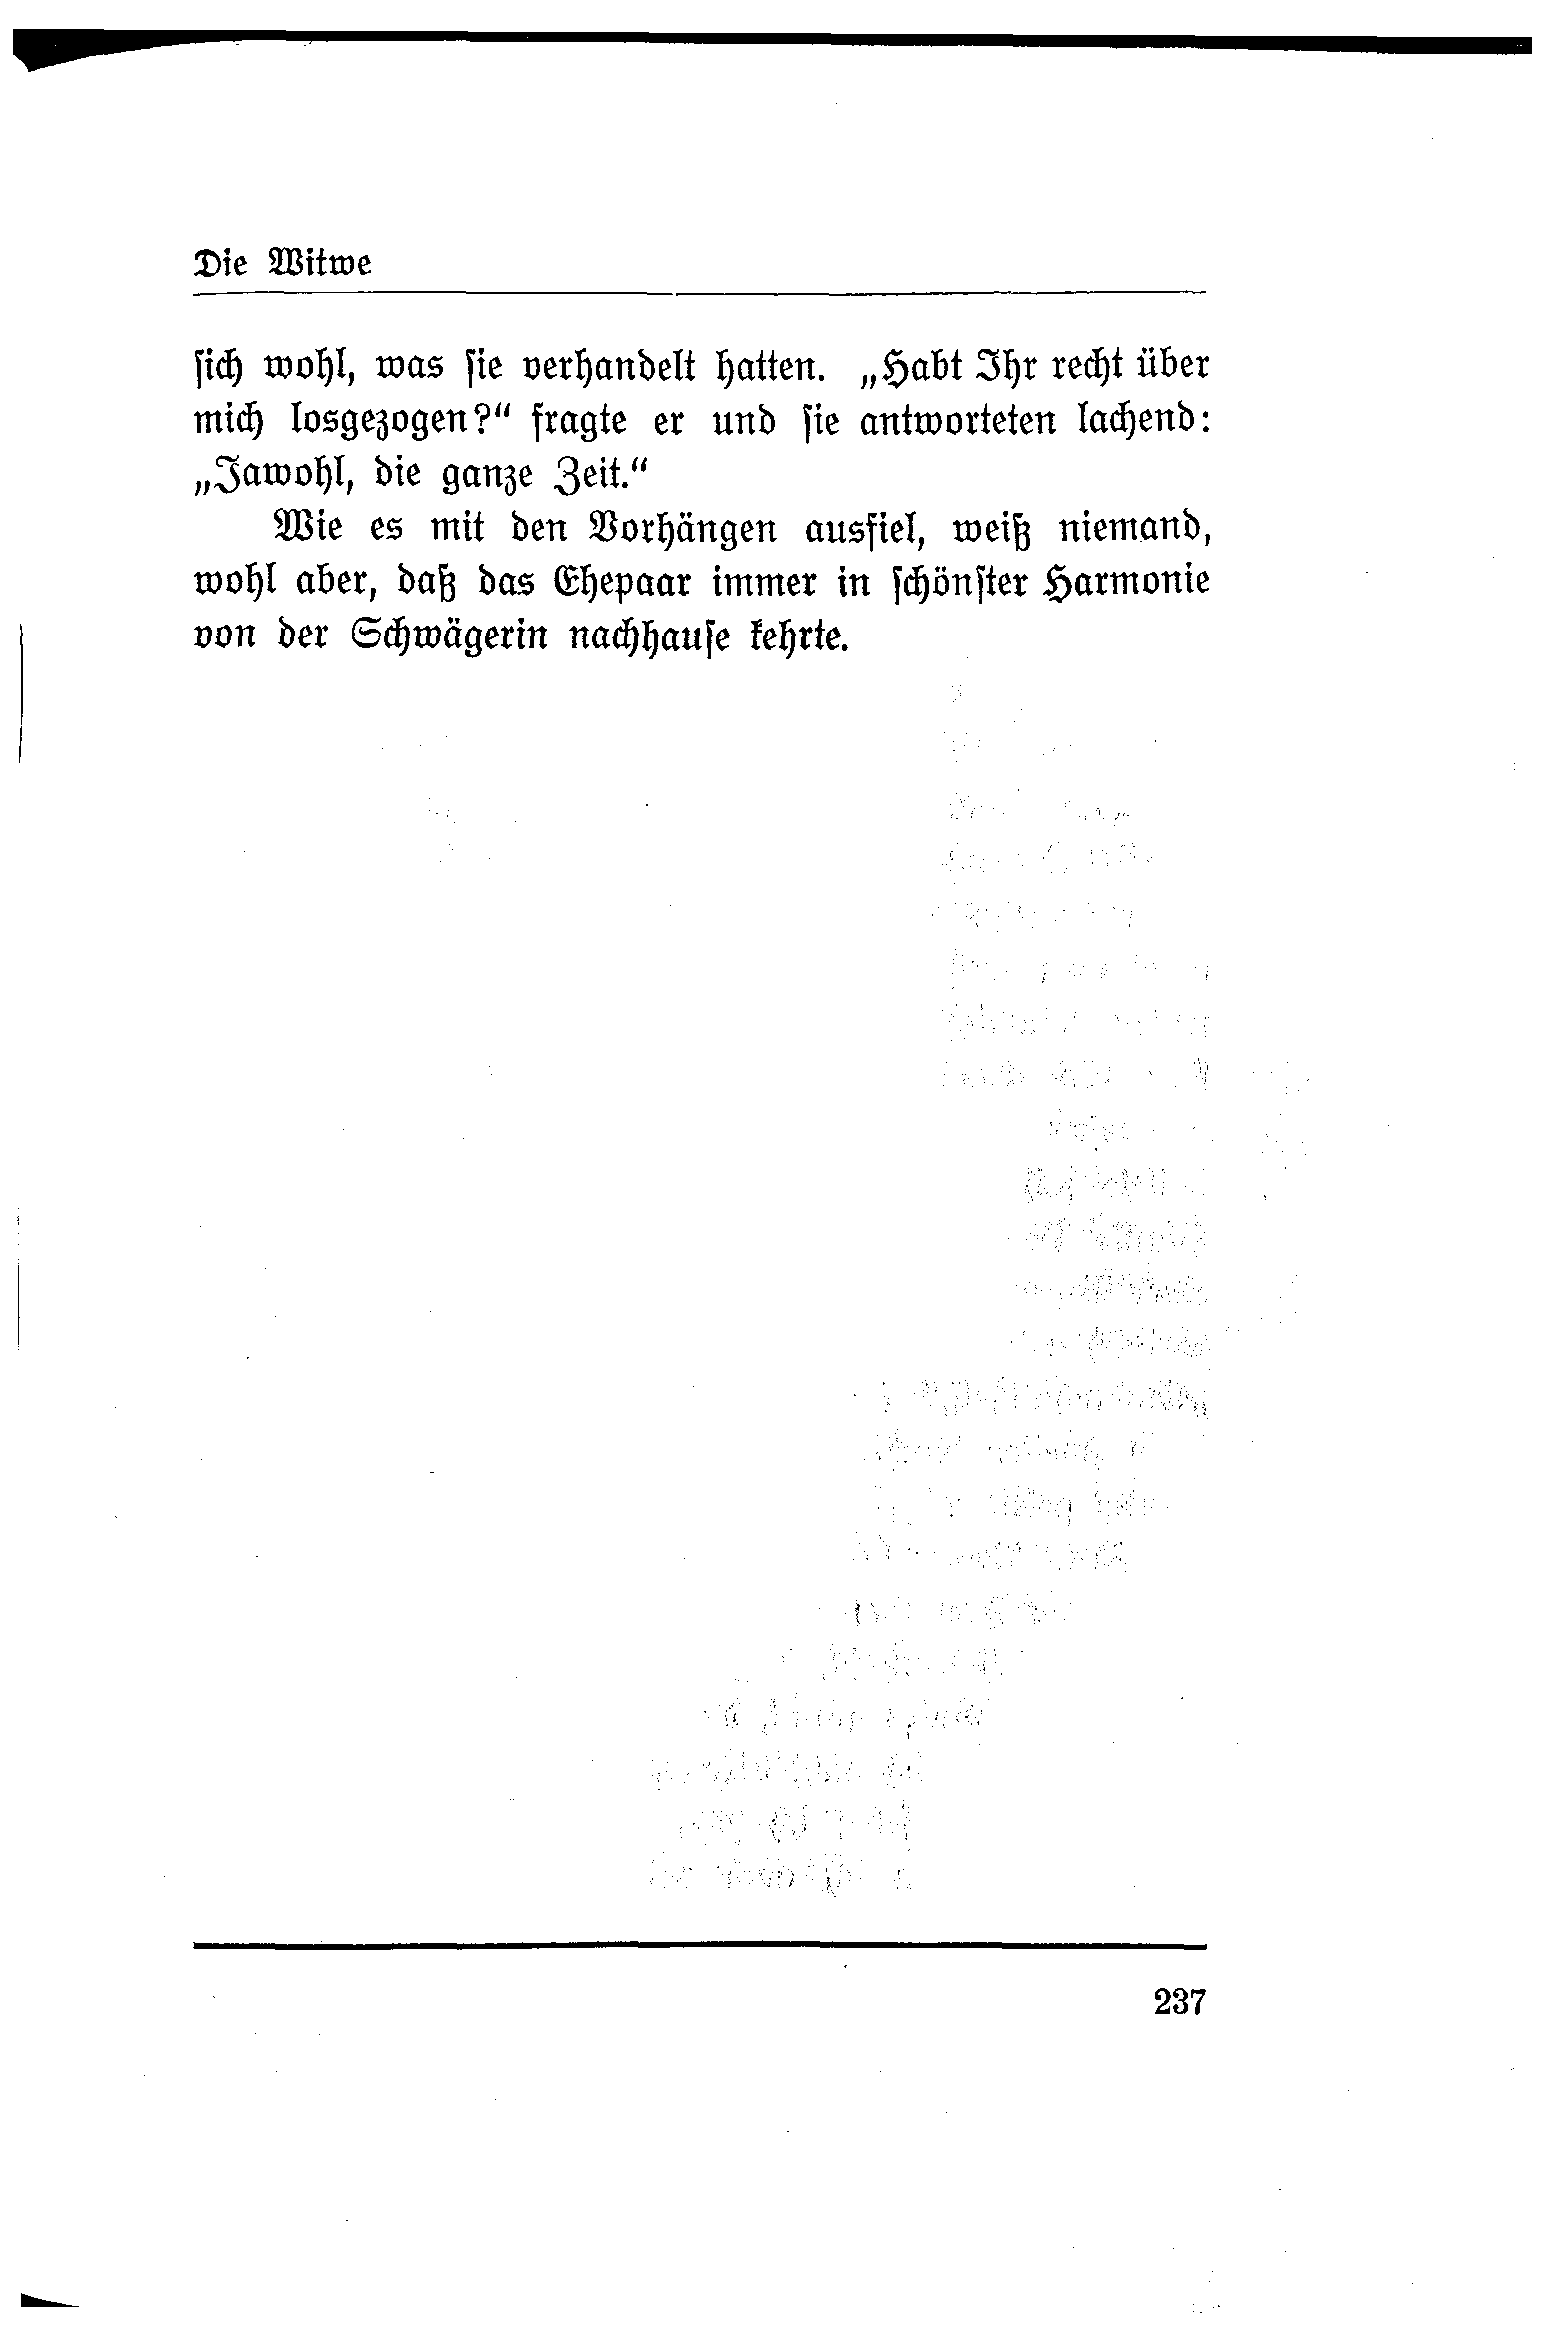 Die Witwe
sich wohl, was sie verhandelt hatten. „Habt Ihr recht über
mich losgezogen?“ fragte er und sie antworteten lachend:
„Jawohl, die ganze Zeit.“
Wie es mit den Vorhängen ausfiel, weiß niemand,
wohl aber, daß das Ehepaar immer in schönster Harmonie
von der Schwägerin nachhause kehrte.
237